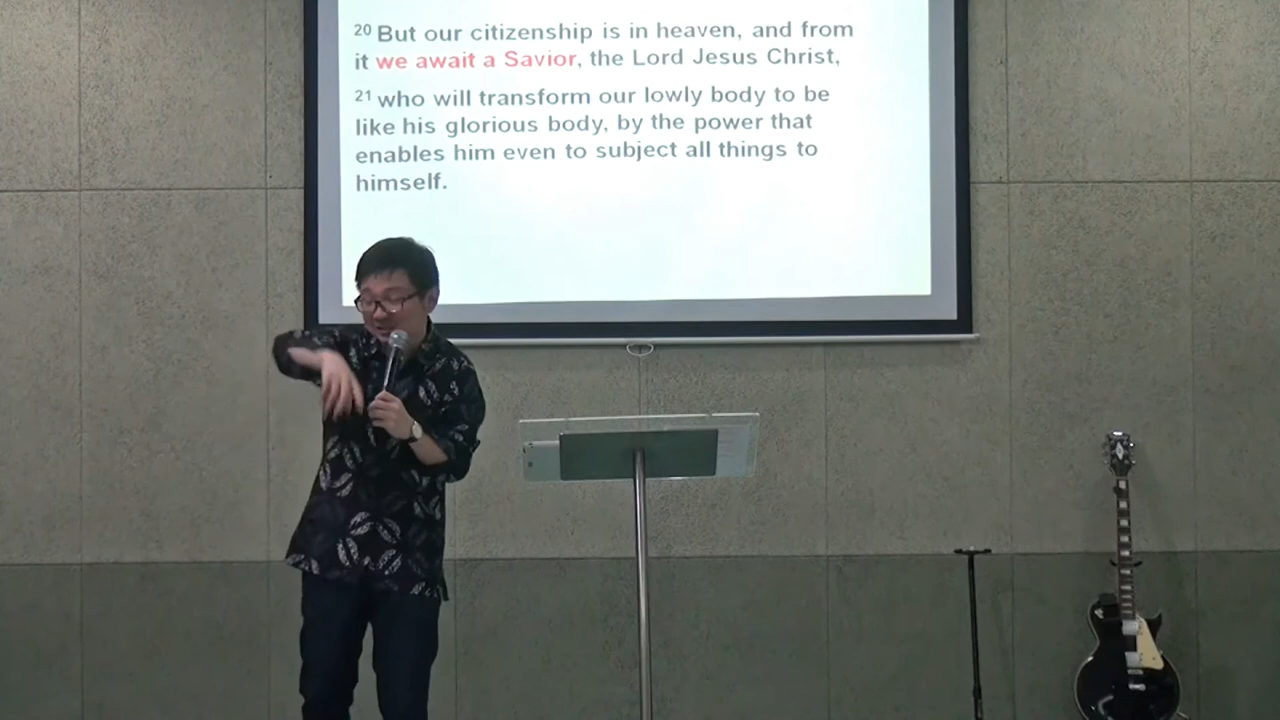 20 But our citizenship is in heaven, and from
it we await a Savior, the Lord Jesus Christ,
21 who will transform our lowly body to be
like his glorious body, by the power that
enables him even to subject all things to
himself.